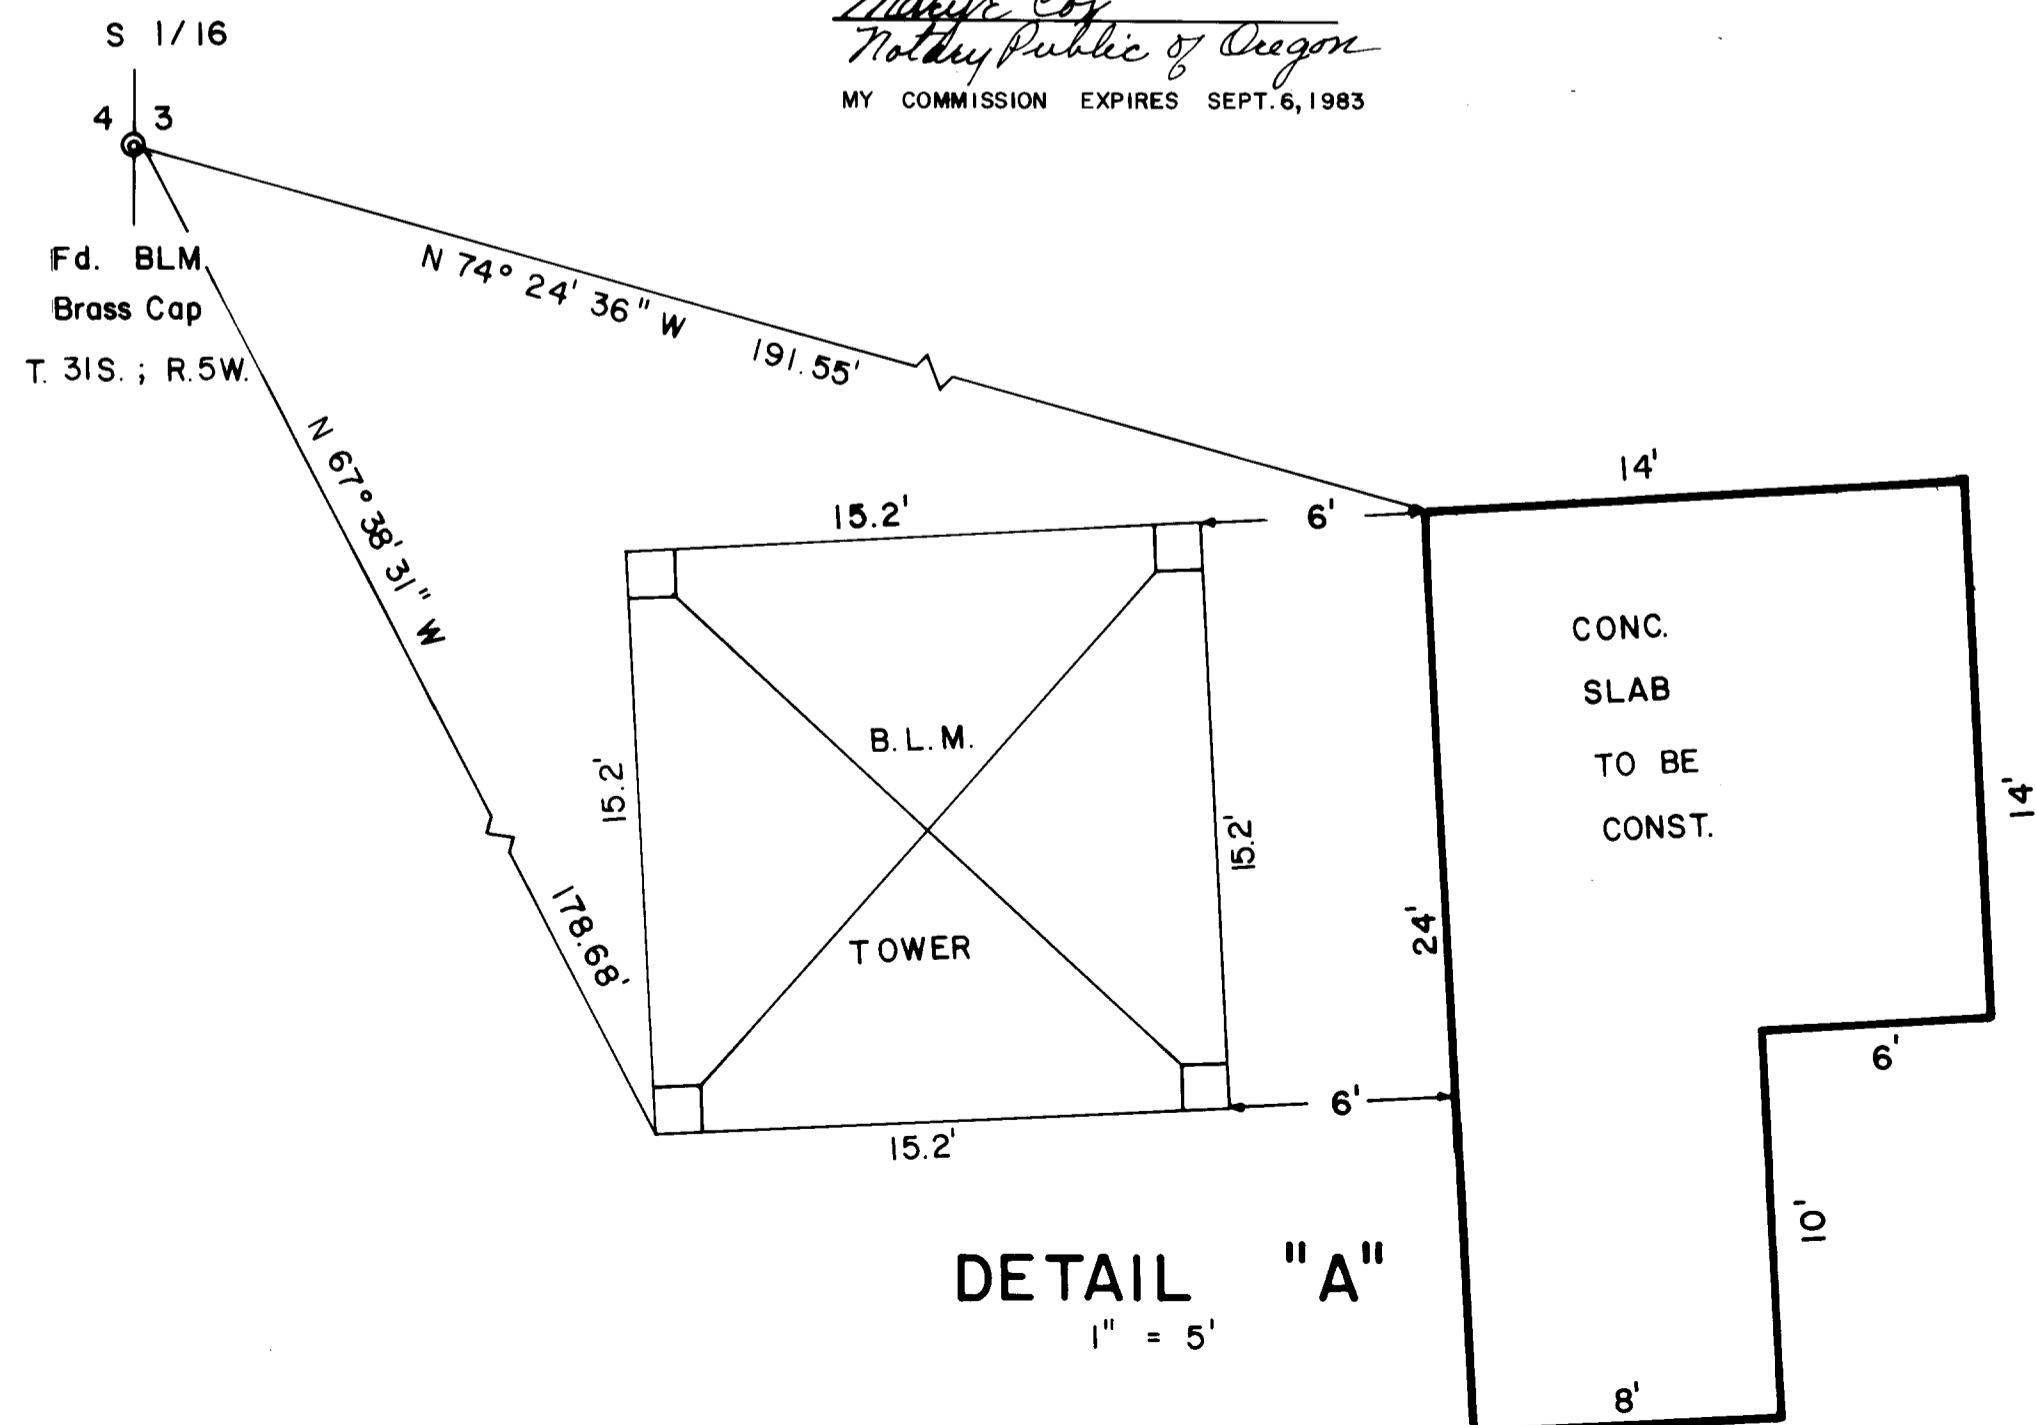 Notary Public of Oregon
MY COMMISSION EXPIRES SEPT. 6, 1983
S 1/16
4 3
Fd. BLM
Brass Cap
T. 31S. ; R.5W.
N 74° 24' 36" W 191.55'
N 67° 38' 31" W 178.68'
15.2'
6'
14'
15.2'
B.L.M.
TOWER
15.2'
15.2'
6'
CONC.
SLAB
TO BE
CONST.
24'
14'
6'
10'
8'
DETAIL "A"
1" = 5'